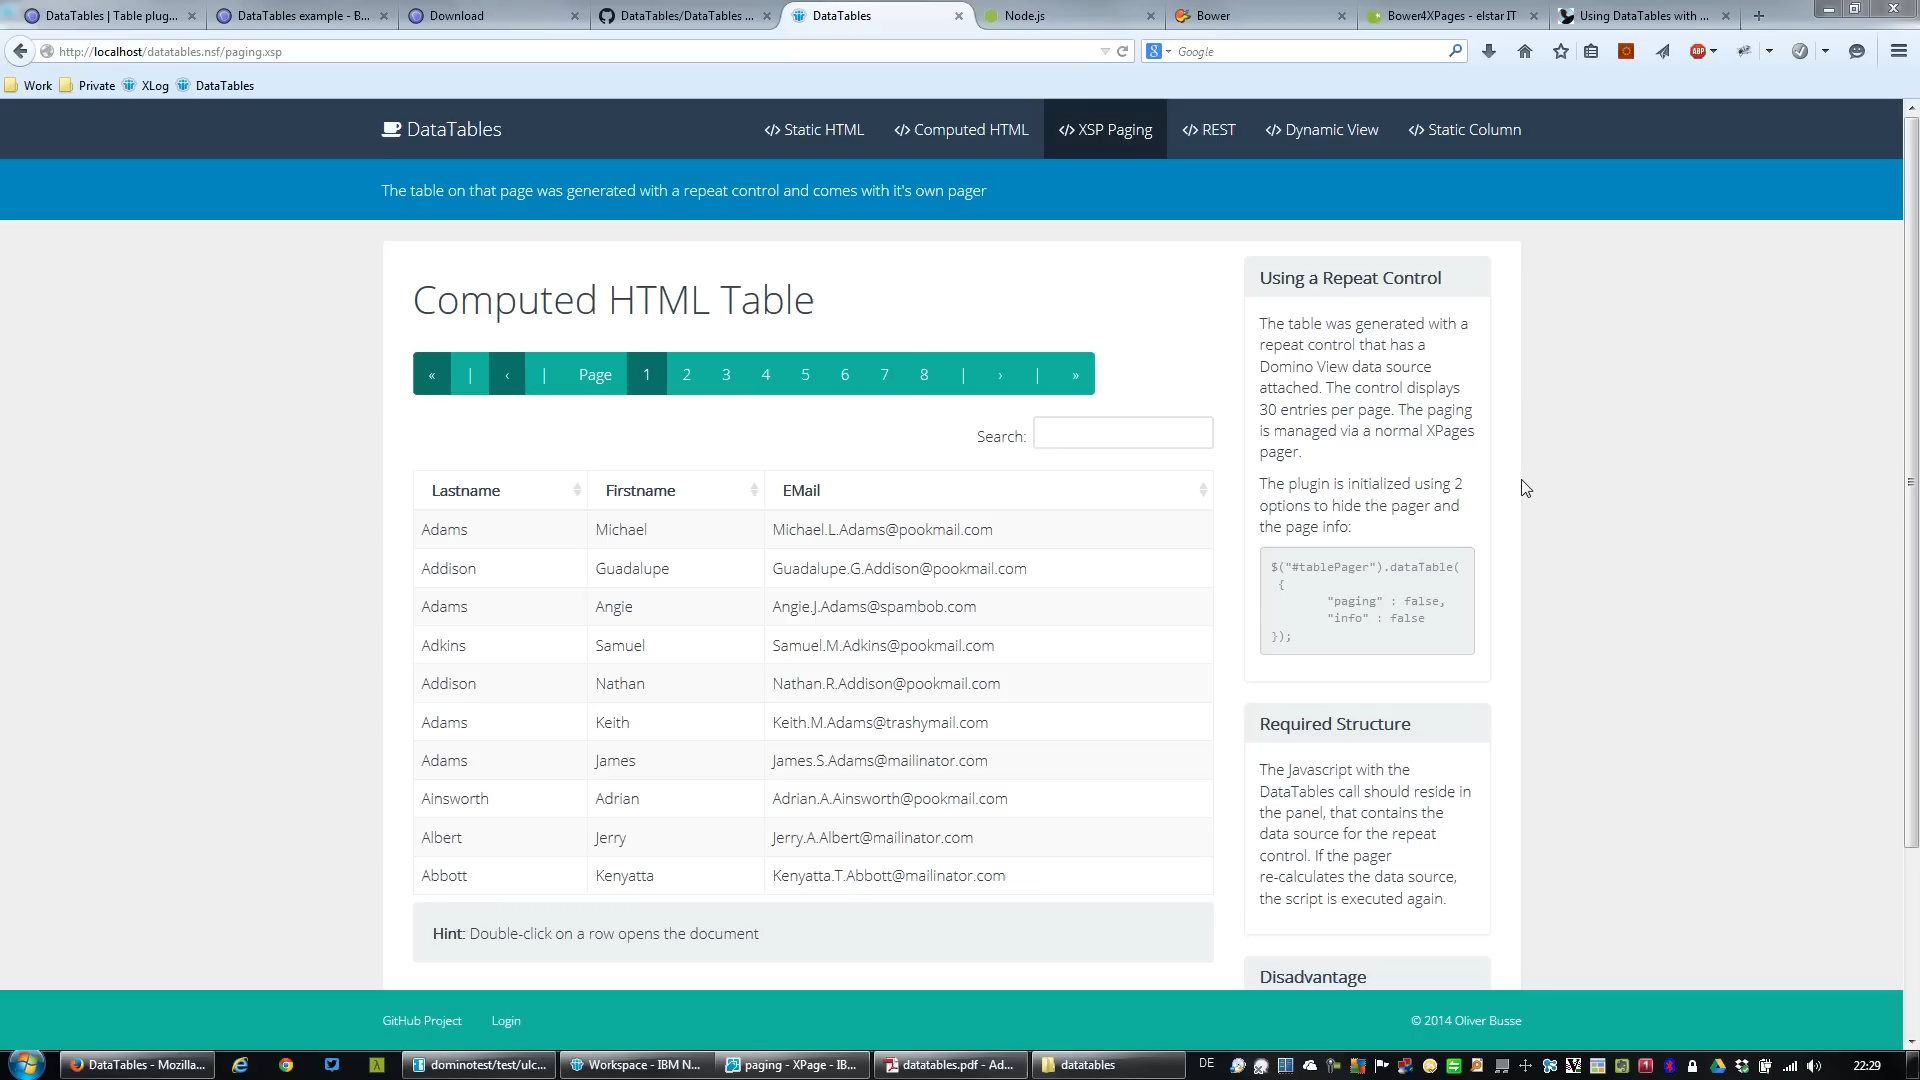 DataTables | Table plug...
DataTables example - B...
Download
DataTables/DataTables ...
DataTables
Node.js
Bower
Bower4XPages - elstar IT
Using DataTables with ...
http://localhost/datatables.nsf/paging.xsp
Google
ABP
Work
Private
XLog
DataTables
DataTables
</> Static HTML
</> Computed HTML
</> XSP Paging
</> REST
</> Dynamic View
</> Static Column
The table on that page was generated with a repeat control and comes with it's own pager
Computed HTML Table
« | ‹ | Page 1 2 3 4 5 6 7 8 | › | »
Search:
Lastname Firstname EMail
Adams Michael Michael.L.Adams@pookmail.com
Addison Guadalupe Guadalupe.G.Addison@pookmail.com
Adams Angie Angie.J.Adams@spambob.com
Adkins Samuel Samuel.M.Adkins@pookmail.com
Addison Nathan Nathan.R.Addison@pookmail.com
Adams Keith Keith.M.Adams@trashymail.com
Adams James James.S.Adams@mailinator.com
Ainsworth Adrian Adrian.A.Ainsworth@pookmail.com
Albert Jerry Jerry.A.Albert@mailinator.com
Abbott Kenyatta Kenyatta.T.Abbott@mailinator.com
Hint: Double-click on a row opens the document
Using a Repeat Control
The table was generated with a
repeat control that has a
Domino View data source
attached. The control displays
30 entries per page. The paging
is managed via a normal XPages
pager.
The plugin is initialized using 2
options to hide the pager and
the page info:
$("#tablePager").dataTable(
{
"paging" : false,
"info" : false
});
Required Structure
The Javascript with the
DataTables call should reside in
the panel, that contains the
data source for the repeat
control. If the pager
re-calculates the data source,
the script is executed again.
Disadvantage
GitHub Project
Login
© 2014 Oliver Busse
DataTables - Mozilla...
dominotest/test/ulc...
Workspace - IBM N...
paging - XPage - IB...
datatables.pdf - Ad...
datatables
DE
22:29